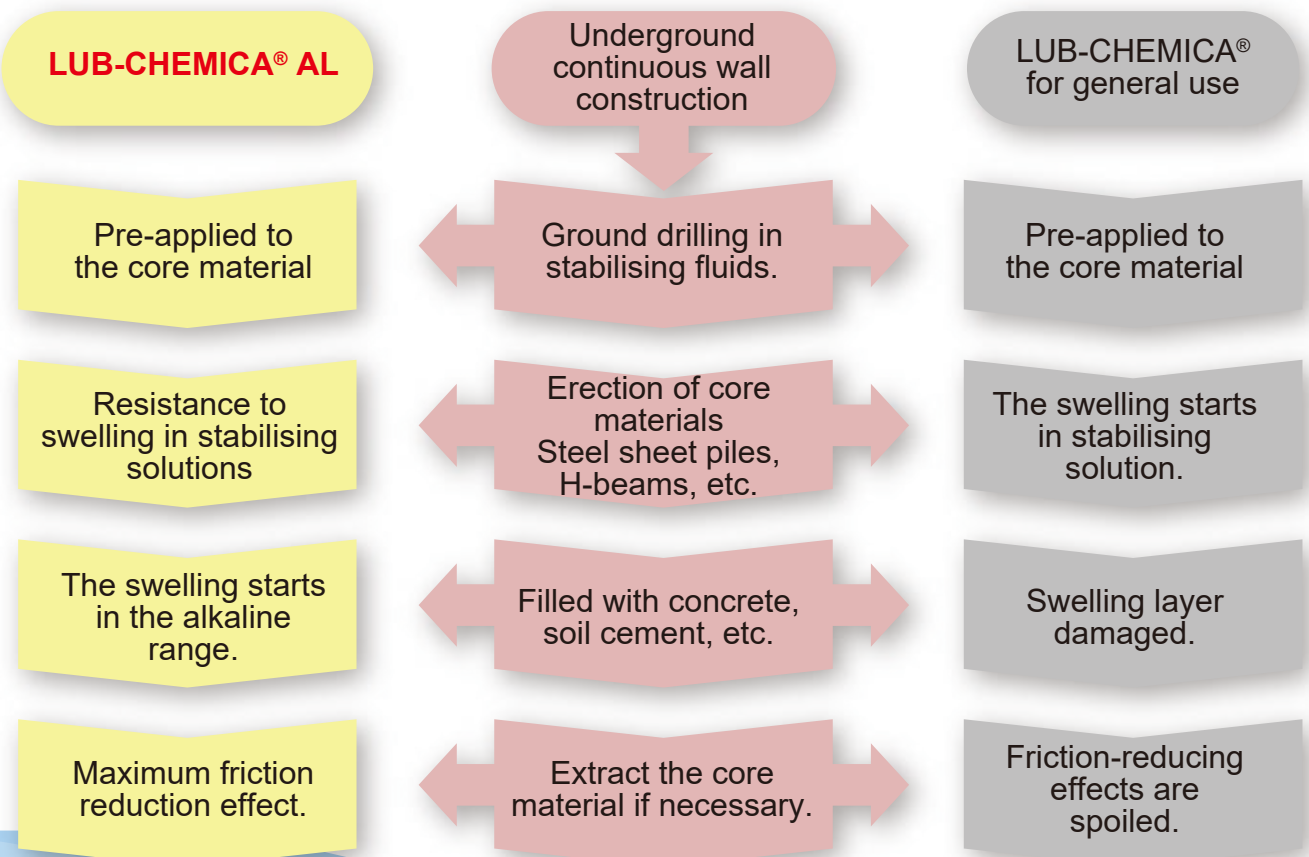 LUB-CHEMICA® AL
Underground
continuous wall
construction
LUB-CHEMICA®
for general use
Pre-applied to
the core material
Ground drilling in
stabilising fluids.
Pre-applied to
the core material
Resistance to
swelling in stabilising
solutions
Erection of core
materials
Steel sheet piles,
H-beams, etc.
The swelling starts
in stabilising
solution.
The swelling starts
in the alkaline
range.
Filled with concrete,
soil cement, etc.
Swelling layer
damaged.
Maximum friction
reduction effect.
Extract the core
material if necessary.
Friction-reducing
effects are
spoiled.